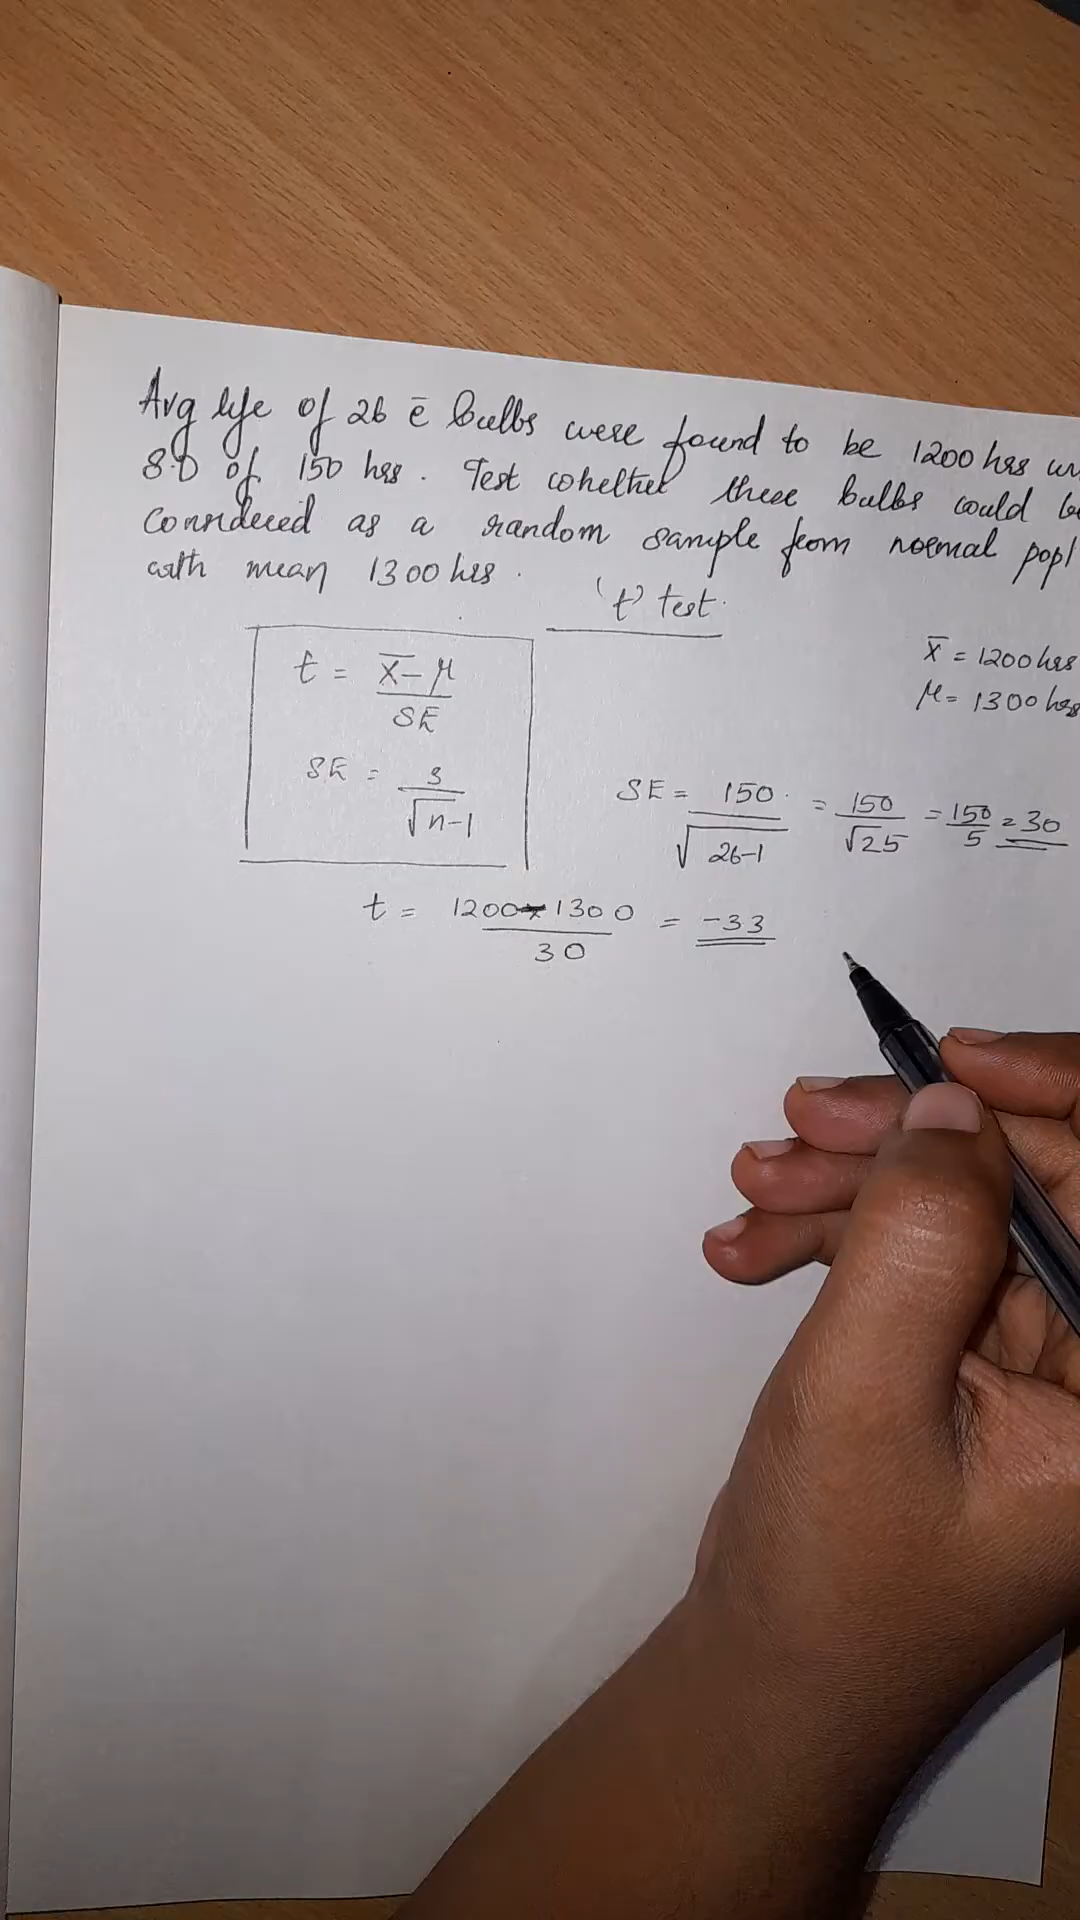 Avg life of 26 ē bulbs were found to be 1200 hrs
S.D of 150 hrs. Test whether these bulbs could be
Considered as a random sample from normal popl
with mean 1300 hrs.
't' test.
t = x̄ - μ / SE
SE = s / √n-1
x̄ = 1200 hrs
μ = 1300 hrs
SE = 150 / √26-1 = 150 / √25 = 150 / 5 = 30
t = 1200 - 1300 / 30 = -33